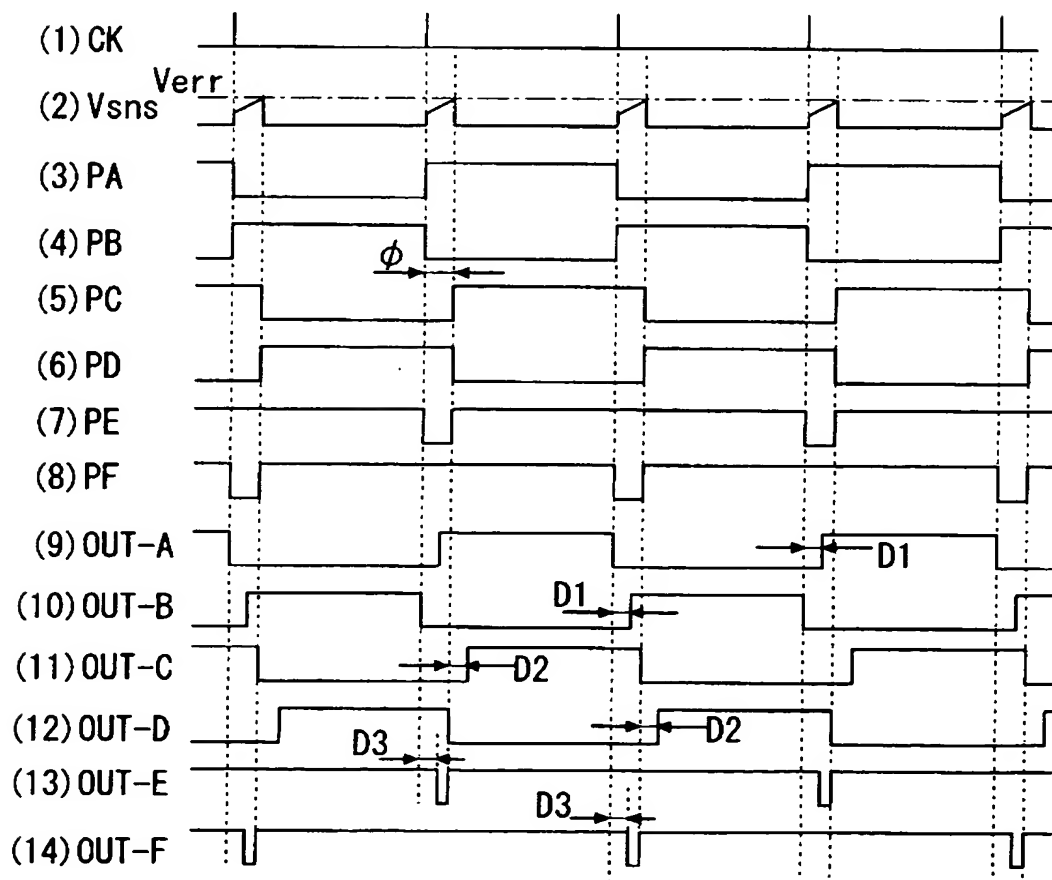 (1) CK
Verr
(2) Vsns
(3) PA
(4) PB
ϕ
(5) PC
(6) PD
(7) PE
(8) PF
(9) OUT-A
D1
(10) OUT-B
D1
(11) OUT-C
D2
(12) OUT-D
D2
D3
(13) OUT-E
D3
(14) OUT-F